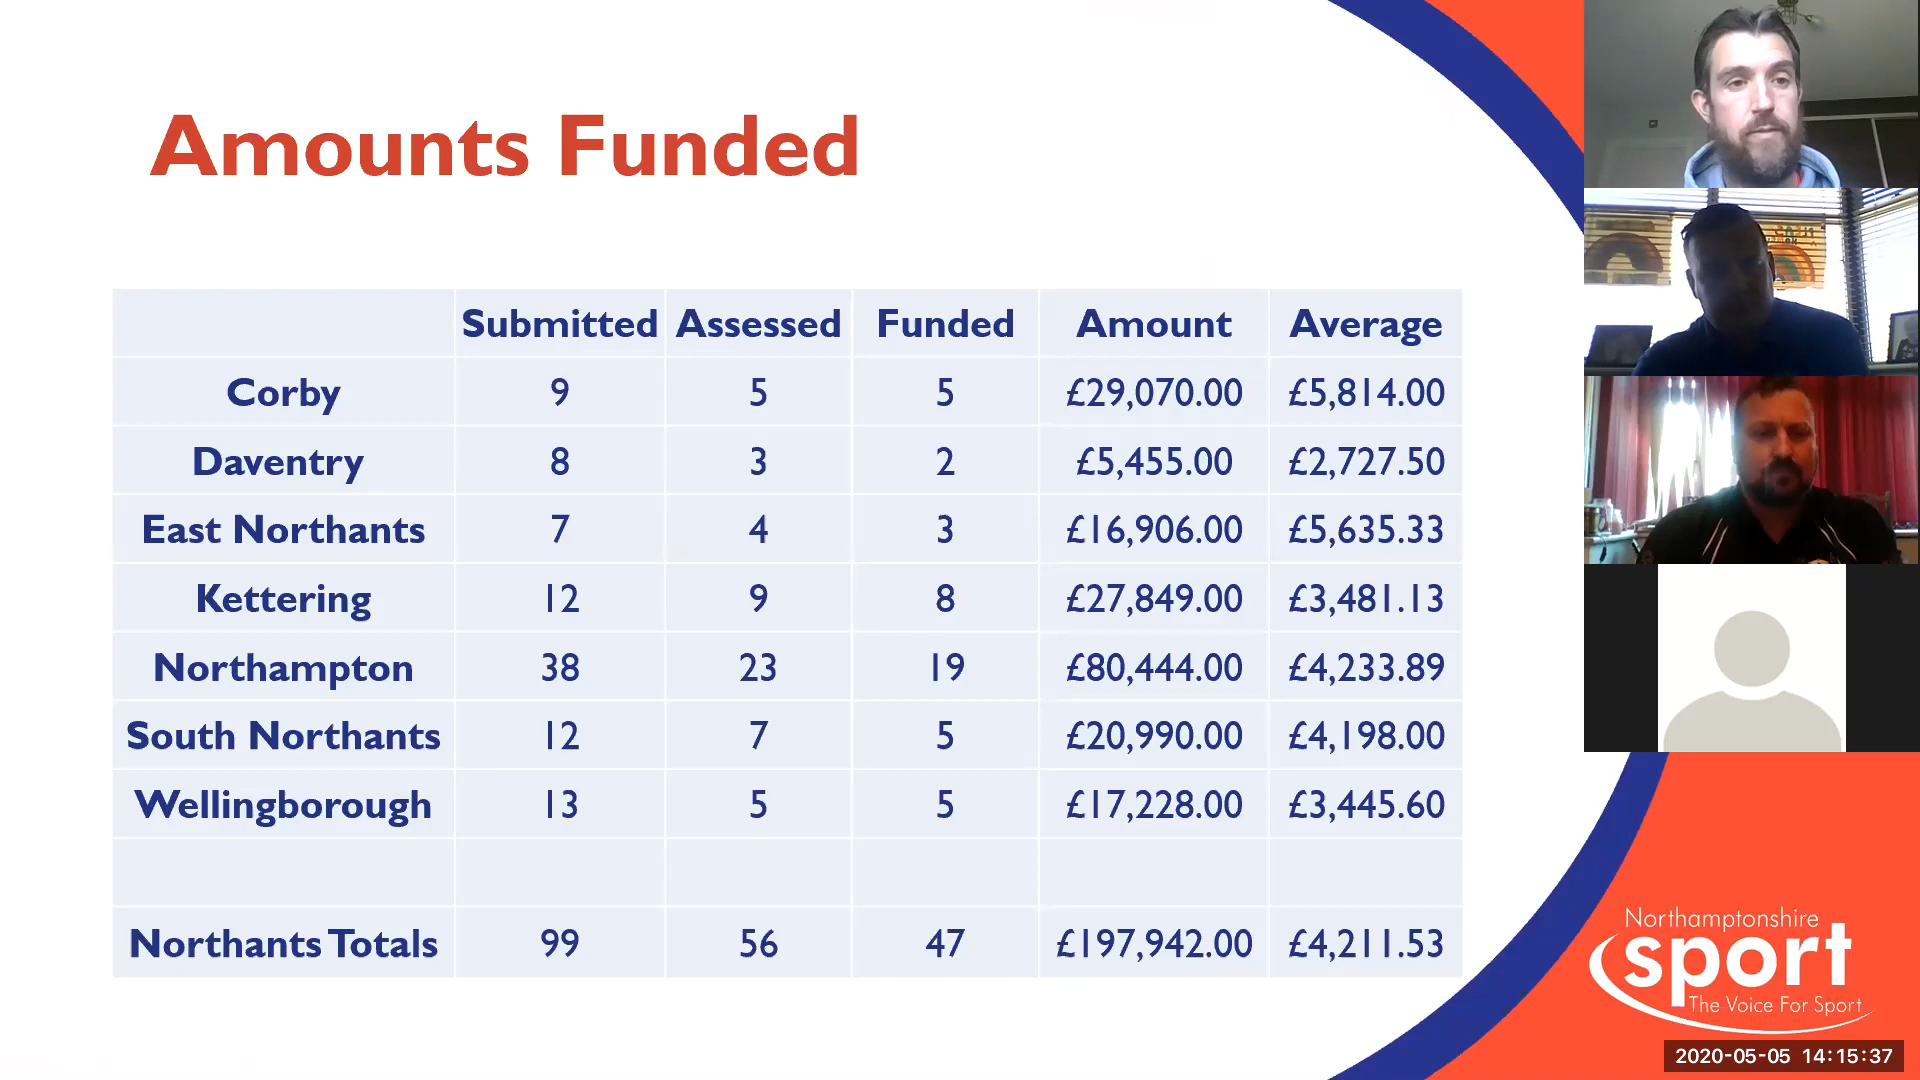 Amounts Funded
Submitted Assessed Funded Amount Average
Corby 9 5 5 £29,070.00 £5,814.00
Daventry 8 3 2 £5,455.00 £2,727.50
East Northants 7 4 3 £16,906.00 £5,635.33
Kettering 12 9 8 £27,849.00 £3,481.13
Northampton 38 23 19 £80,444.00 £4,233.89
South Northants 12 7 5 £20,990.00 £4,198.00
Wellingborough 13 5 5 £17,228.00 £3,445.60
Northants Totals 99 56 47 £197,942.00 £4,211.53
Northamptonshire
sport
The Voice For Sport
2020-05-05 14:15:37